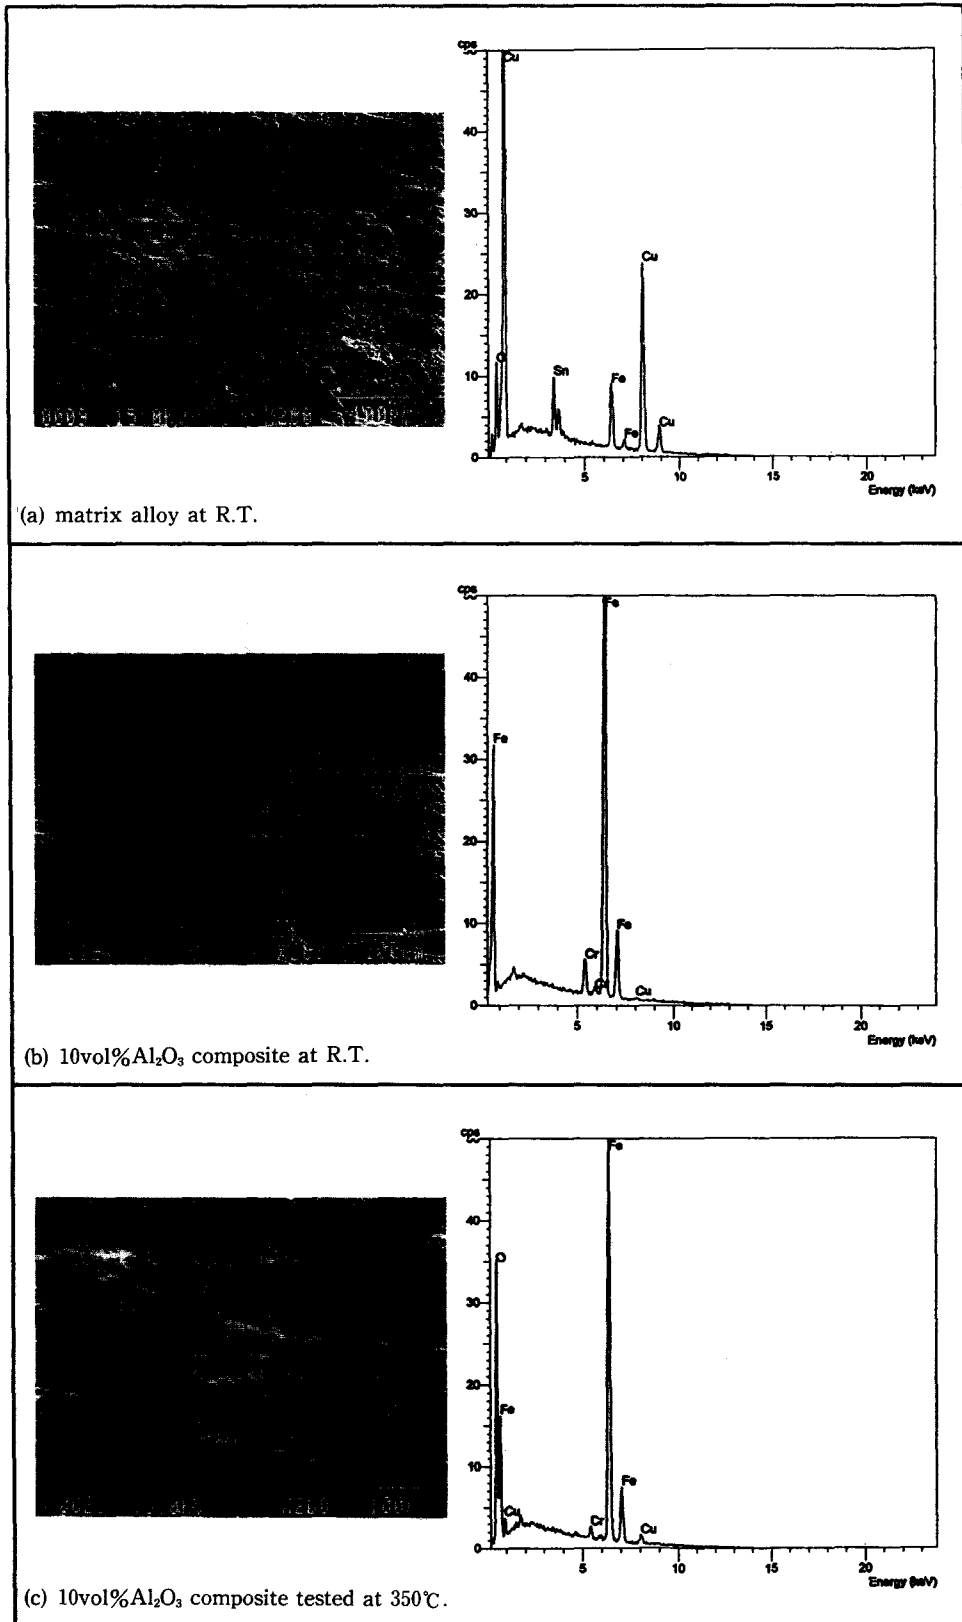 cps
Cu
40
30
Cu
20
O
10
Sn
Fe
Fe
Cu
0
5
10
15
20
Energy (keV)
(a) matrix alloy at R.T.
cps
Fe
40
Fe
30
20
10
Cr
Fe
Cu
0
5
10
15
20
Energy (keV)
(b) 10vol%Al₂O₃ composite at R.T.
cps
Fe
40
O
30
20
Fe
10
Fe
Cu
Cr
Cu
0
5
10
15
20
Energy (keV)
(c) 10vol%Al₂O₃ composite tested at 350℃.